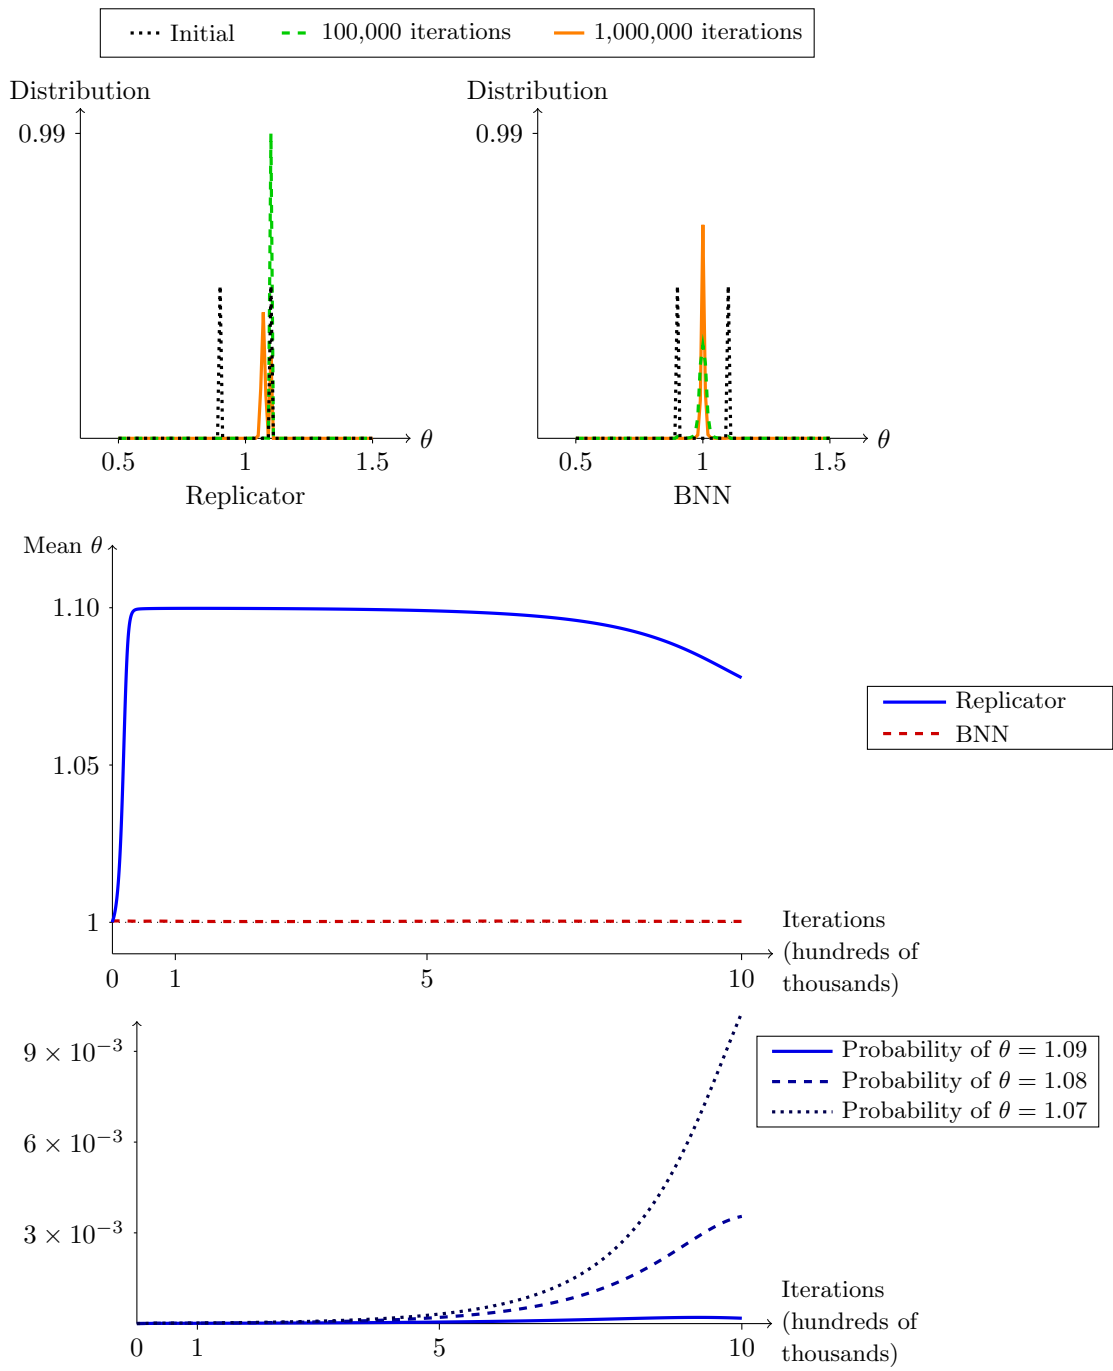 Initial
100,000 iterations
1,000,000 iterations
Distribution
0.99
θ
0.5
1
1.5
Replicator
Distribution
0.99
θ
0.5
1
1.5
BNN
Mean θ
1.10
1.05
1
0
1
5
10
Iterations
(hundreds of
thousands)
Replicator
BNN
9 × 10⁻³
6 × 10⁻³
3 × 10⁻³
0
1
5
10
Iterations
(hundreds of
thousands)
Probability of θ = 1.09
Probability of θ = 1.08
Probability of θ = 1.07